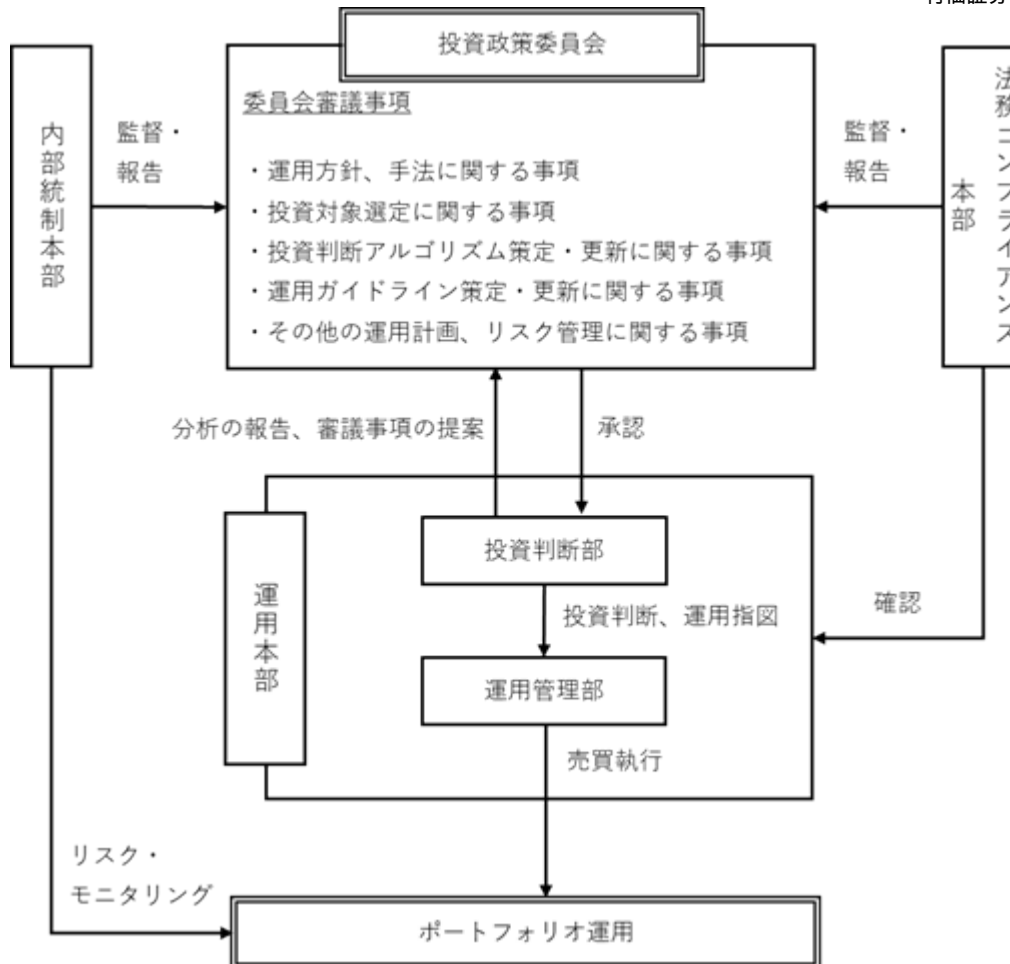 投資政策委員会
委員会審議事項
・運用方針、手法に関する事項
・投資対象選定に関する事項
・投資判断アルゴリズム策定・更新に関する事項
・運用ガイドライン策定・更新に関する事項
・その他の運用計画、リスク管理に関する事項
内部統制本部
監督・
報告
監督・
報告
法務コンプライアンス
本部
分析の報告、審議事項の提案
承認
運用本部
投資判断部
投資判断、運用指図
運用管理部
売買執行
確認
リスク・
モニタリング
ポートフォリオ運用